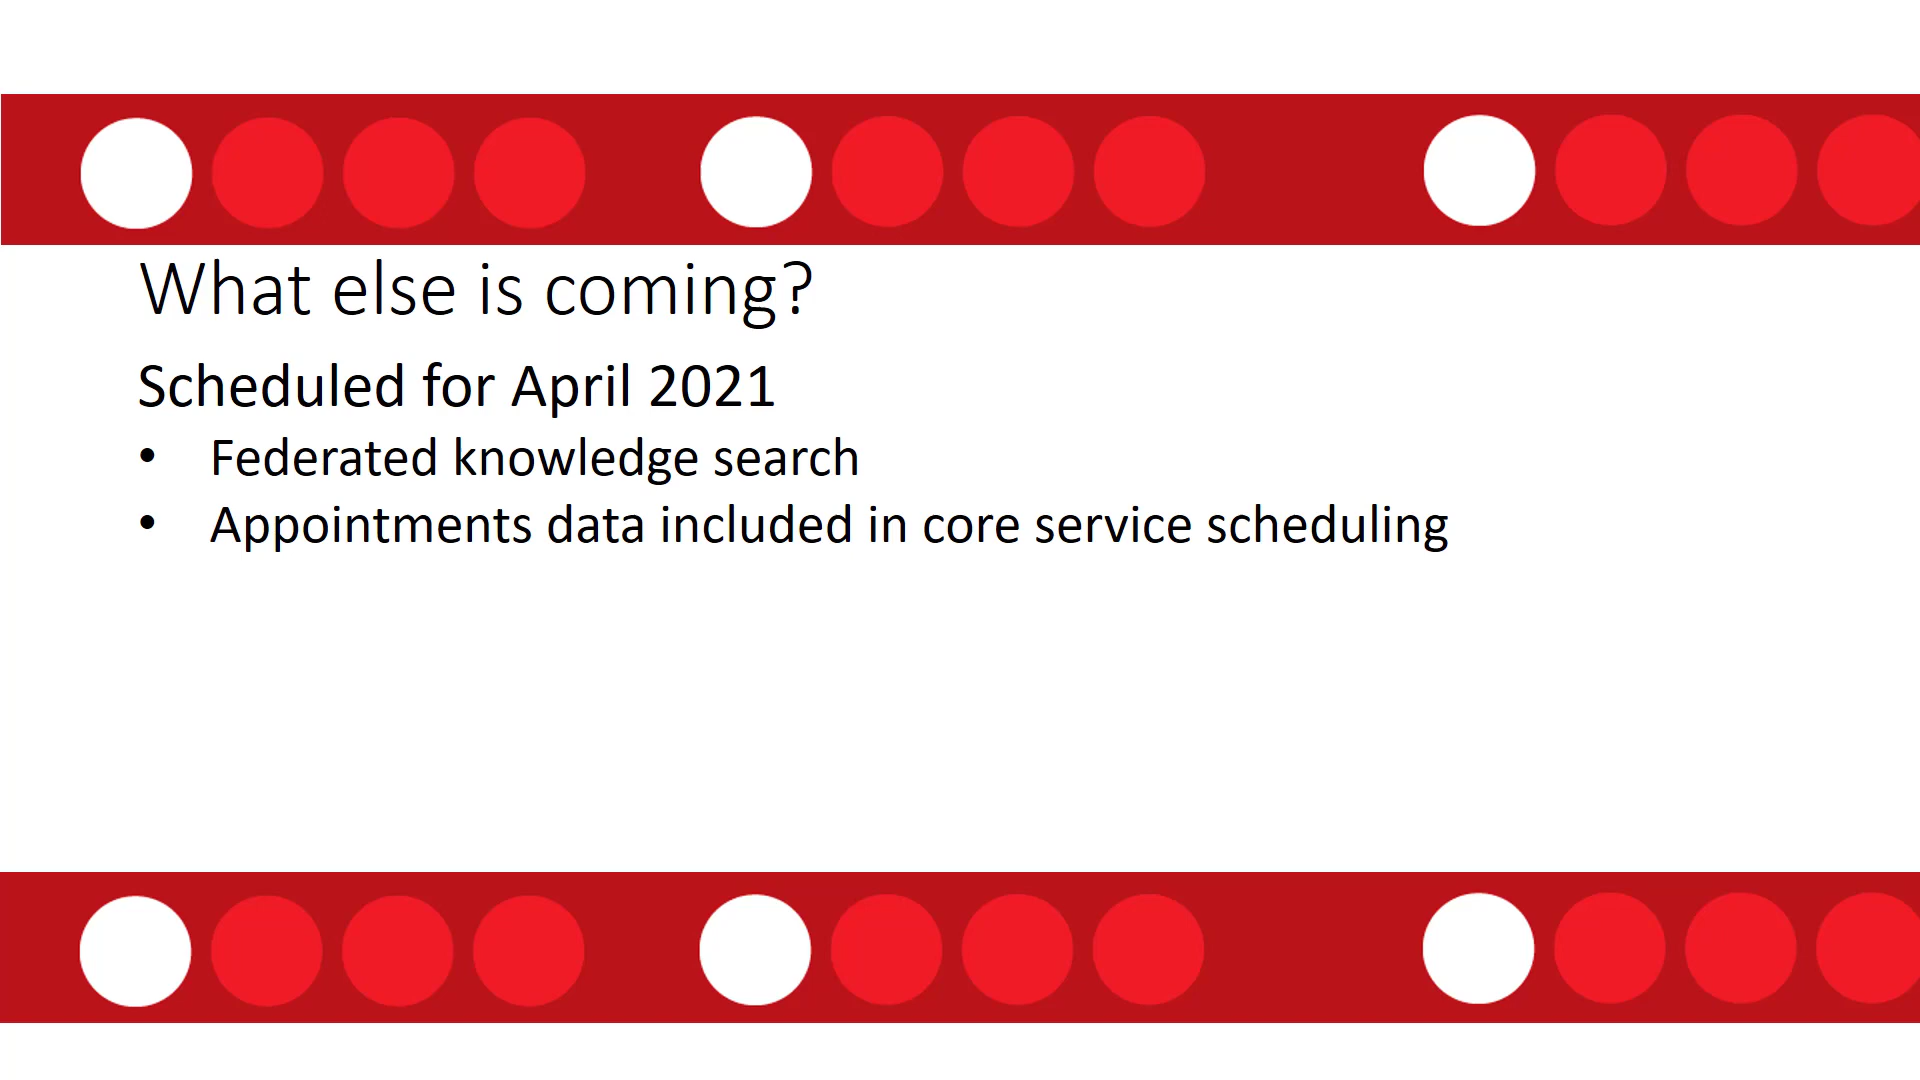 What else is coming?
Scheduled for April 2021
• Federated knowledge search
• Appointments data included in core service scheduling